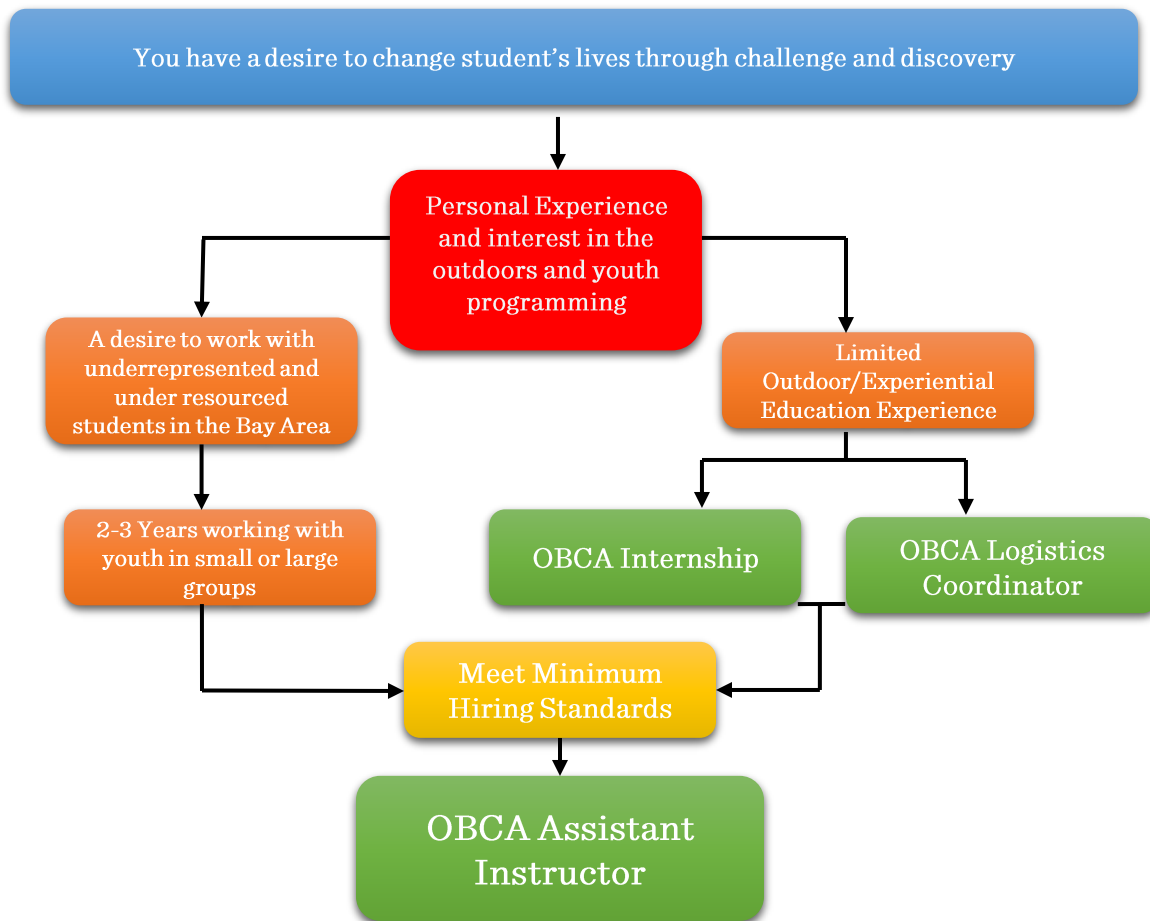 You have a desire to change student’s lives through challenge and discovery
Personal Experience
and interest in the
outdoors and youth
programming
A desire to work with
underrepresented and
under resourced
students in the Bay Area
Limited
Outdoor/Experiential
Education Experience
2-3 Years working with
youth in small or large
groups
OBCA Internship
OBCA Logistics
Coordinator
Meet Minimum
Hiring Standards
OBCA Assistant
Instructor